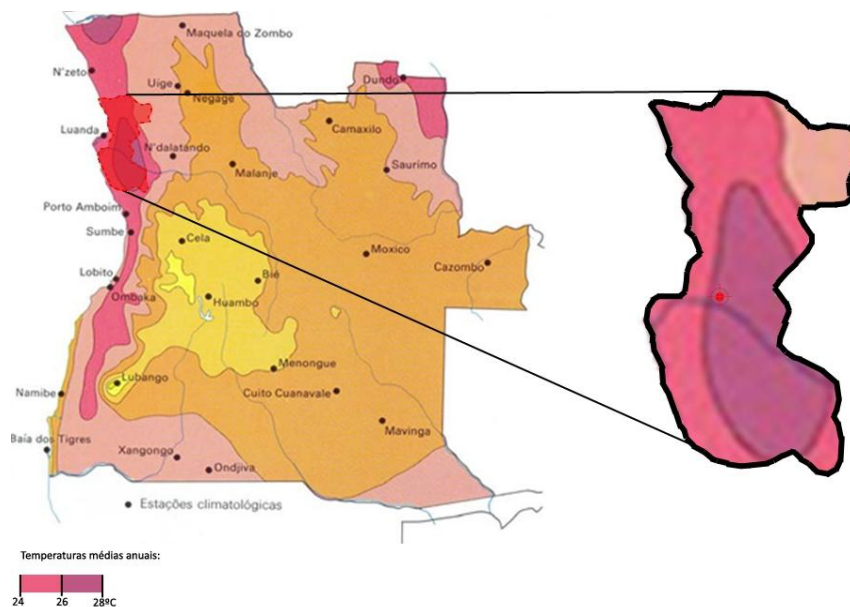 Maquela do Zombo
N'zeto
Uige
Negage
Dundo
Luanda
Camaxilo
N'dalatando
Saurimo
Malanje
Porto Amboim
Sumbe
Cela
Moxico
Cazombo
Lobito
Bié
Ombaka
Huambo
Menongue
Lubango
Cuito Cuanavale
Namibe
Mavinga
Baía dos Tigres
Xangongo
Ondjiva
Estações climatológicas
Temperaturas médias anuais:
24 26 28ºC